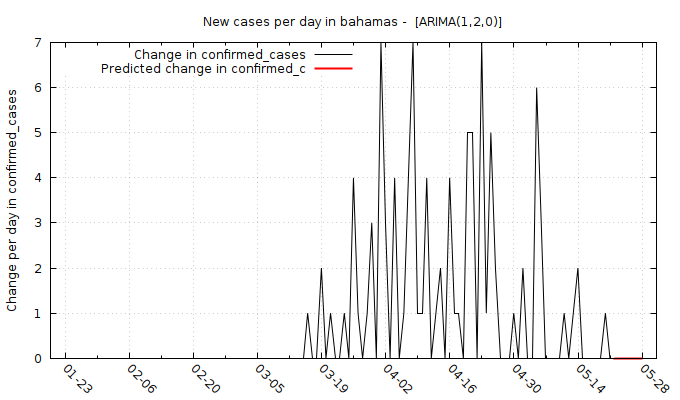 New cases per day in bahamas -  [ARIMA(1,2,0)]
Change in confirmed_cases
Predicted change in confirmed_c
Change per day in confirmed_cases
7
6
5
4
3
2
1
0
01-23 02-06 02-20 03-05 03-19 04-02 04-16 04-30 05-14 05-28